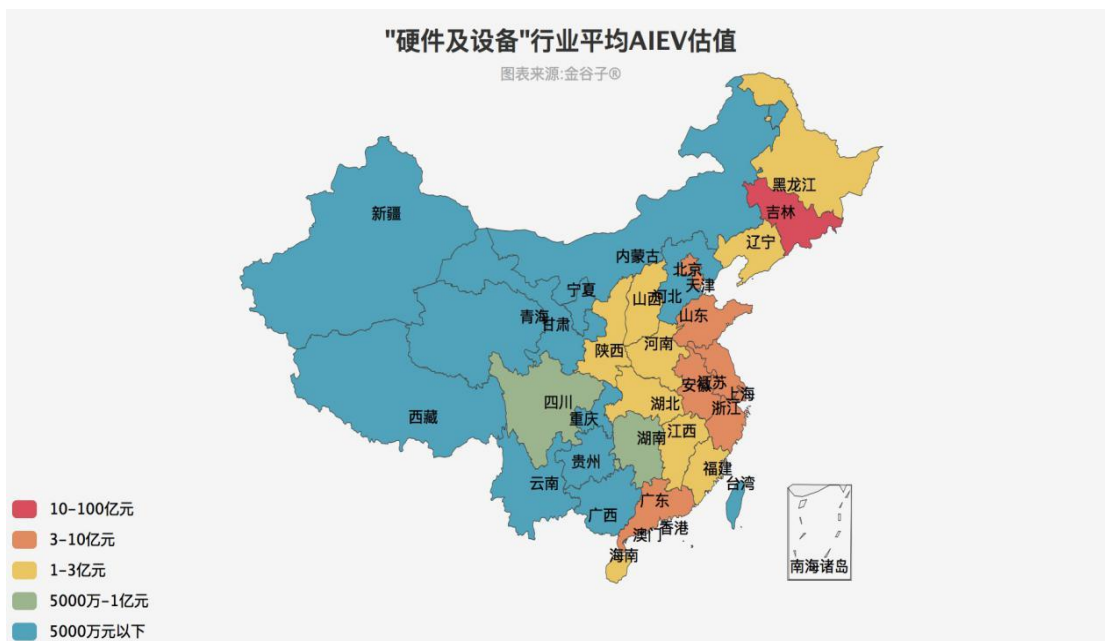 "硬件及设备"行业平均AIEV估值
图表来源:金谷子®
黑龙江
吉林
新疆
辽宁
内蒙古
北京
天津
宁夏
山西
河北
青海
甘肃
山东
陕西
河南
安徽
江苏
上海
四川
湖北
浙江
西藏
重庆
湖南
江西
贵州
福建
云南
台湾
广西
广东
澳门
香港
海南
南海诸岛
10-100亿元
3-10亿元
1-3亿元
5000万-1亿元
5000万元以下